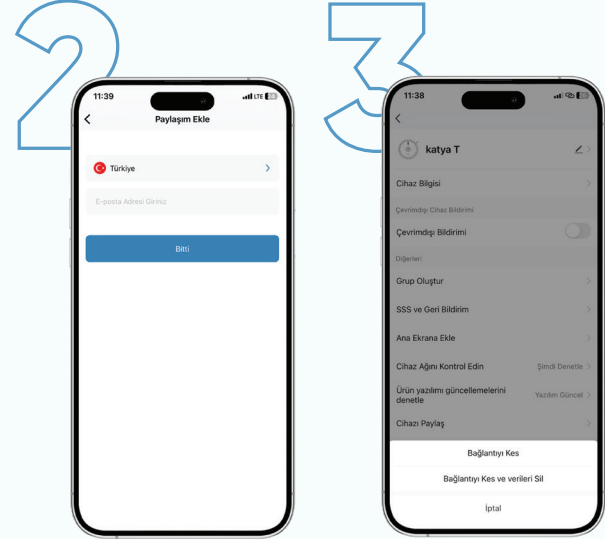 2
11:39
LTE
Paylaşım Ekle
Türkiye
E-posta Adresi Giriniz
Bitti
3
11:38
katya T
Cihaz Bilgisi
Çevrimdışı Cihaz Bildirimi
Çevrimdışı Bildirimi
Diğerleri
Grup Oluştur
SSS ve Geri Bildirim
Ana Ekrana Ekle
Cihaz Ağını Kontrol Edin Şimdi Denetle
Ürün yazılımı güncellemelerini
denetle Yazılım Güncel
Cihazı Paylaş
Bağlantıyı Kes
Bağlantıyı Kes ve verileri Sil
İptal